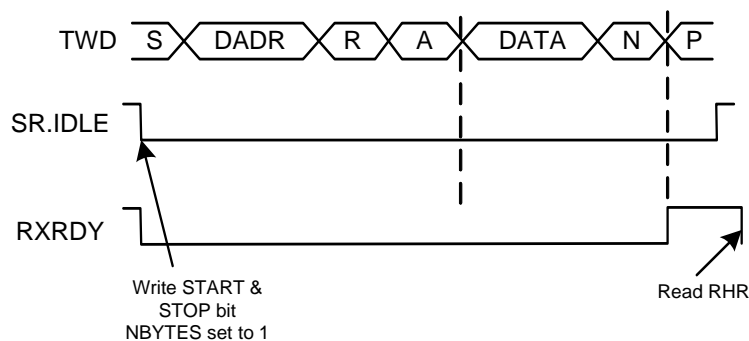 TWD S DADR R A DATA N P
SR.IDLE
RXRDY
Write START &
STOP bit
NBYTES set to 1
Read RHR